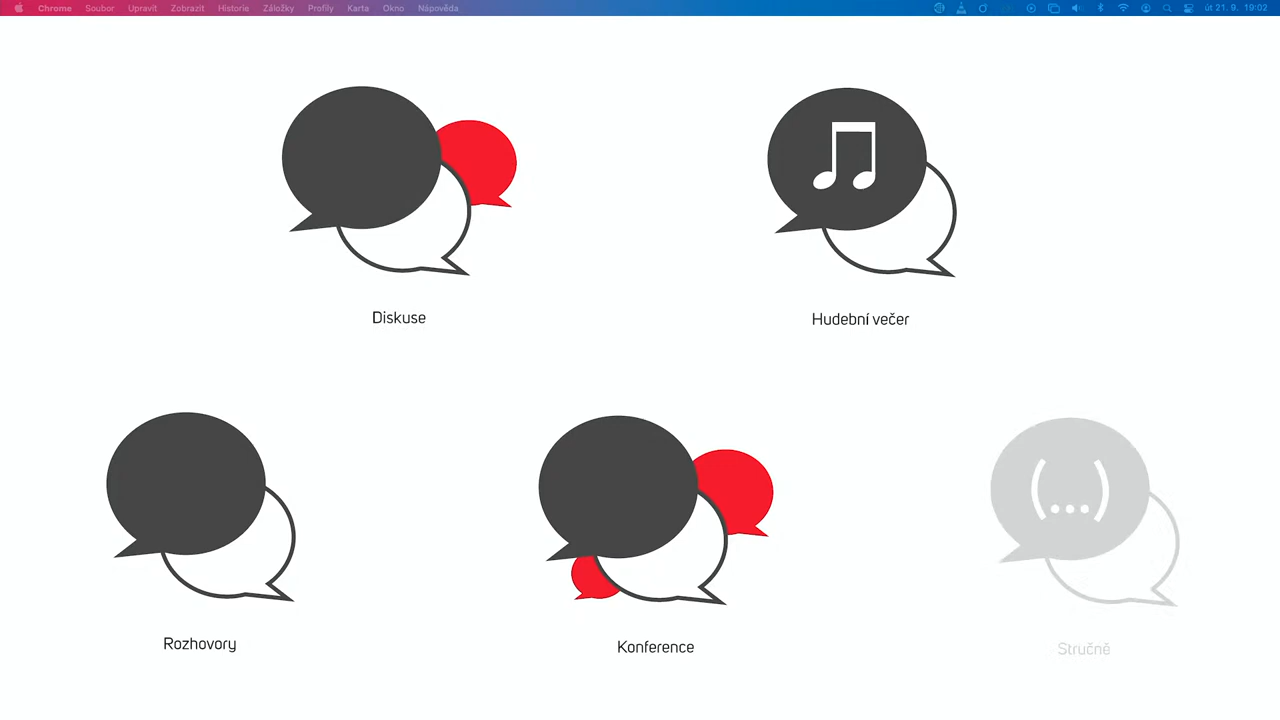 Chrome Soubor Upravit Zobrazit Historie Záložky Profily Karta Okno Nápověda út 21. 9. 19:02
Diskuse
Hudební večer
(...)
Rozhovory
Konference
Stručně